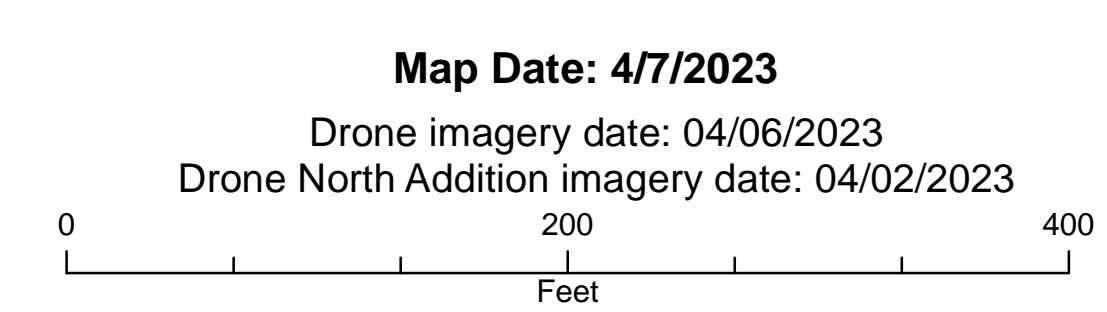 Map Date: 4/7/2023
Drone imagery date: 04/06/2023
Drone North Addition imagery date: 04/02/2023
0 200 400
Feet